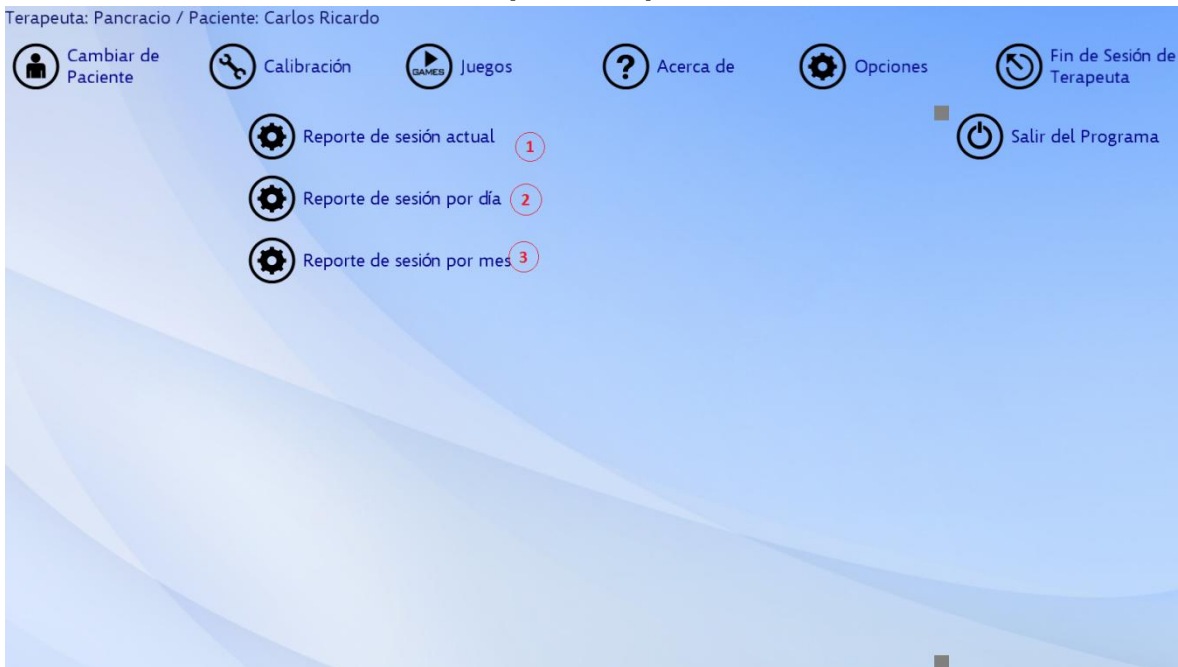 Terapeuta: Pancracio / Paciente: Carlos Ricardo
Cambiar de
Paciente
Calibración
GAMES
Juegos
?
Acerca de
Opciones
Fin de Sesión de
Terapeuta
Reporte de sesión actual
1
Salir del Programa
Reporte de sesión por día
2
Reporte de sesión por mes
3